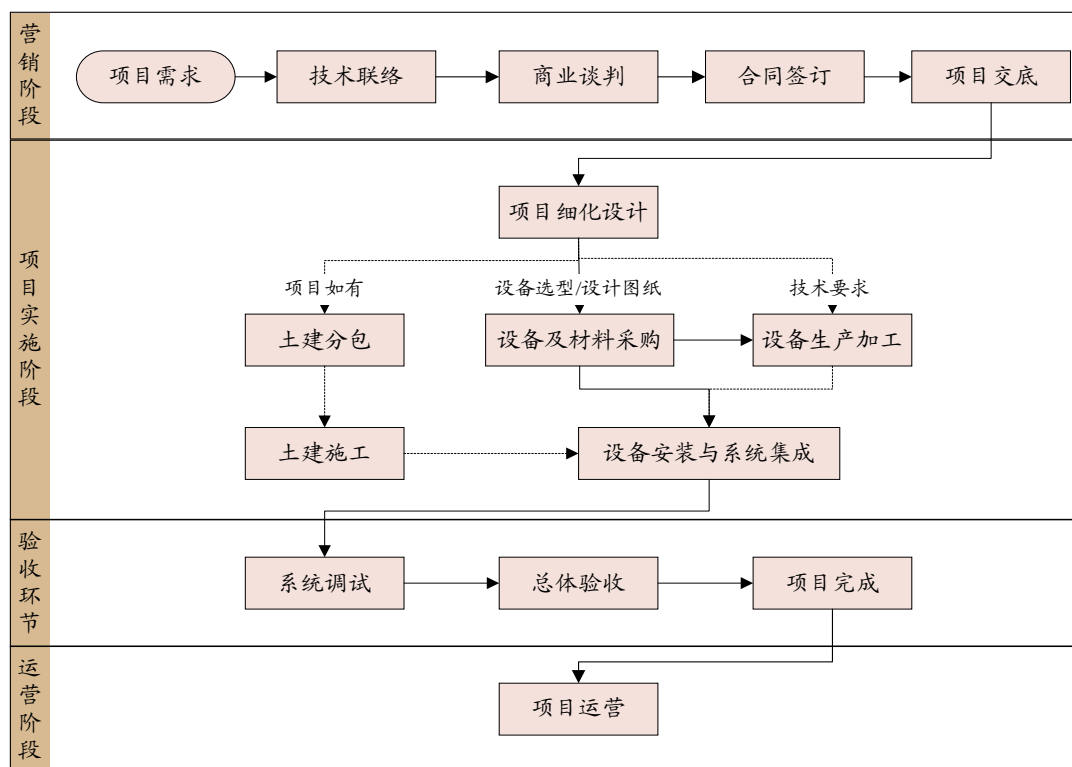 营销阶段
项目需求
技术联络
商业谈判
合同签订
项目交底
项目实施阶段
项目细化设计
项目如有
设备选型/设计图纸
技术要求
土建分包
设备及材料采购
设备生产加工
土建施工
设备安装与系统集成
验收环节
系统调试
总体验收
项目完成
运营阶段
项目运营